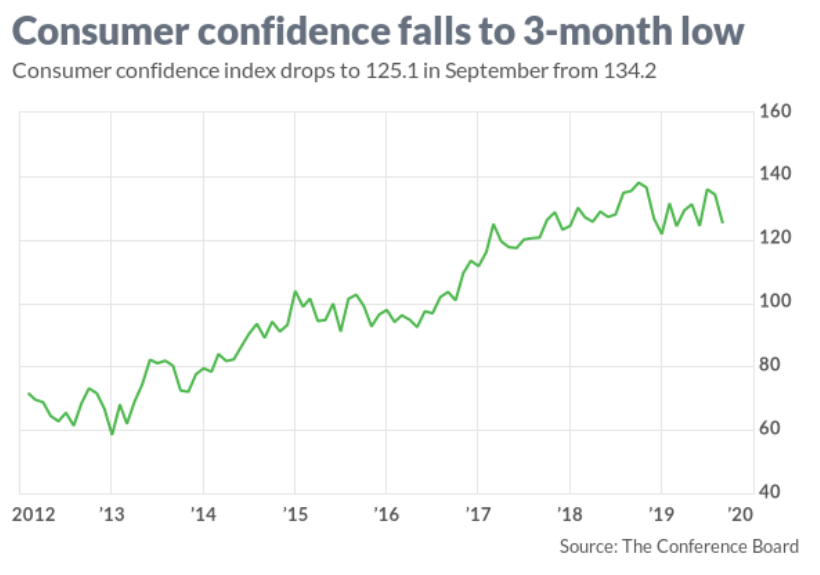 Consumer confidence falls to 3-month low
Consumer confidence index drops to 125.1 in September from 134.2
160
140
120
100
80
60
40
2012 ’13 ’14 ’15 ’16 ’17 ’18 ’19 ’20
Source: The Conference Board